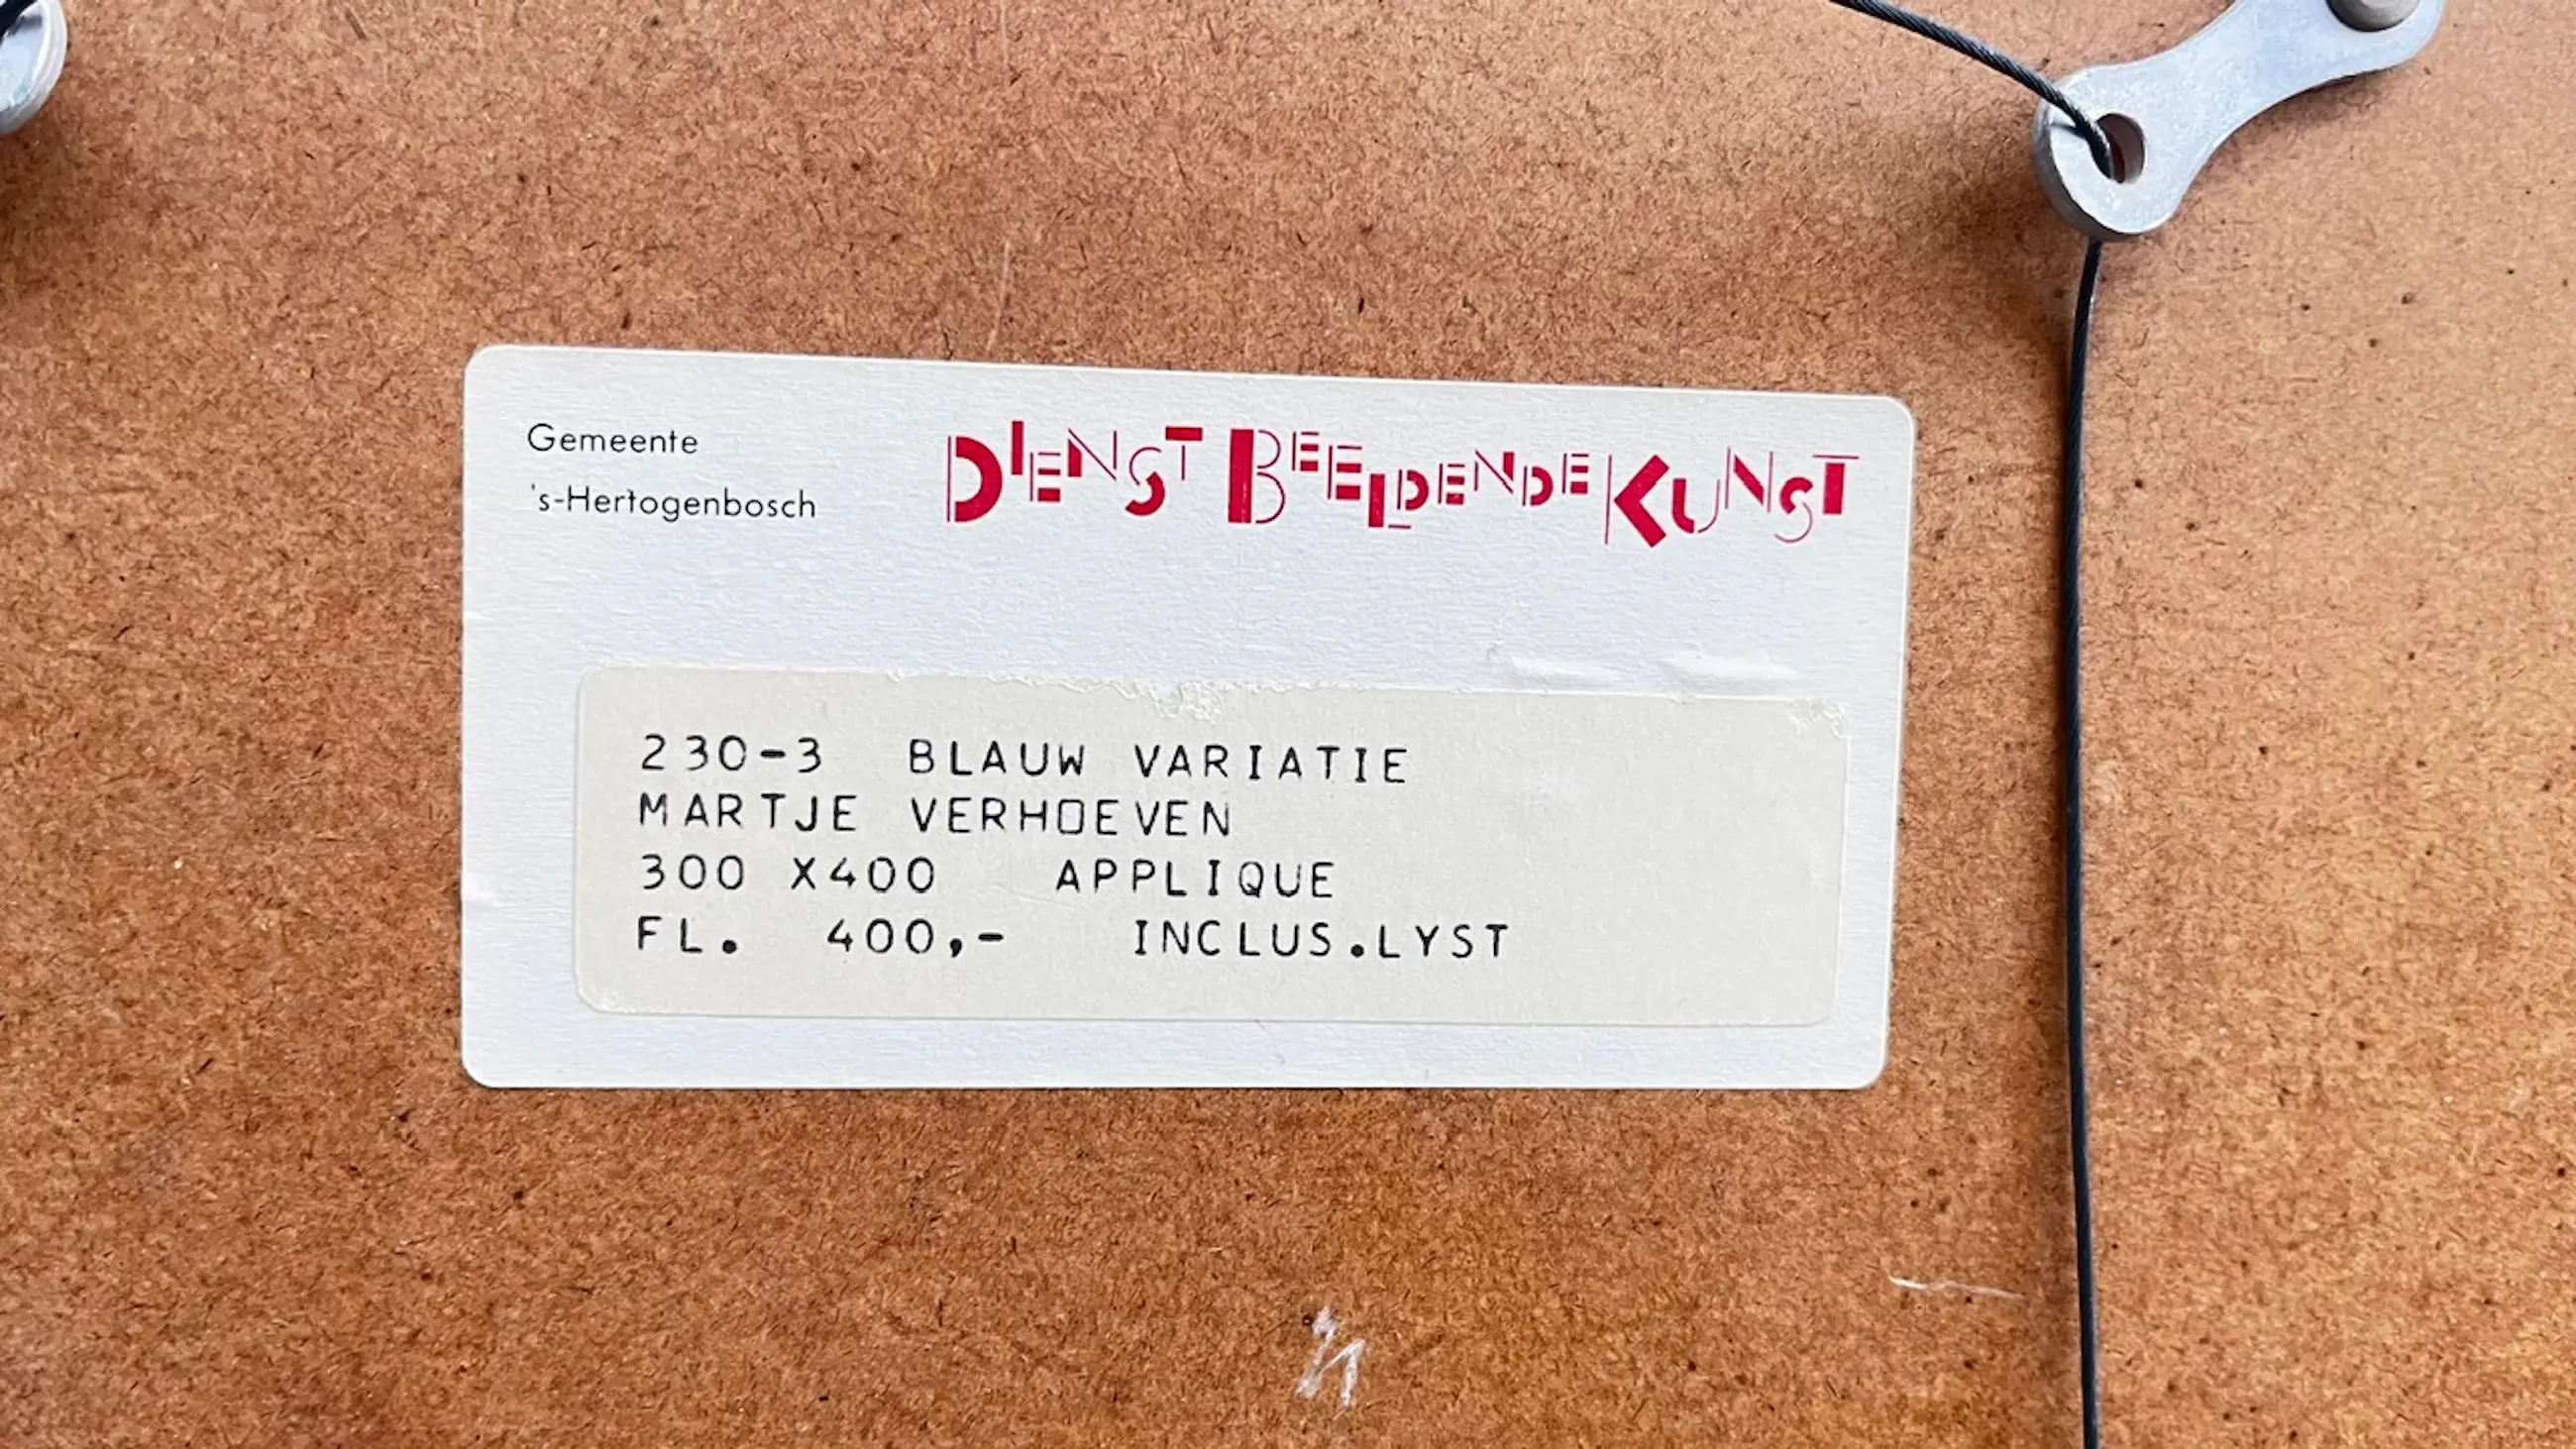 Gemeente
's-Hertogenbosch
DIENST BEELDENDE KUNST
230-3 BLAUW VARIATIE
MARTJE VERHOEVEN
300 X400 APPLIQUE
FL. 400,- INCLUS.LYST